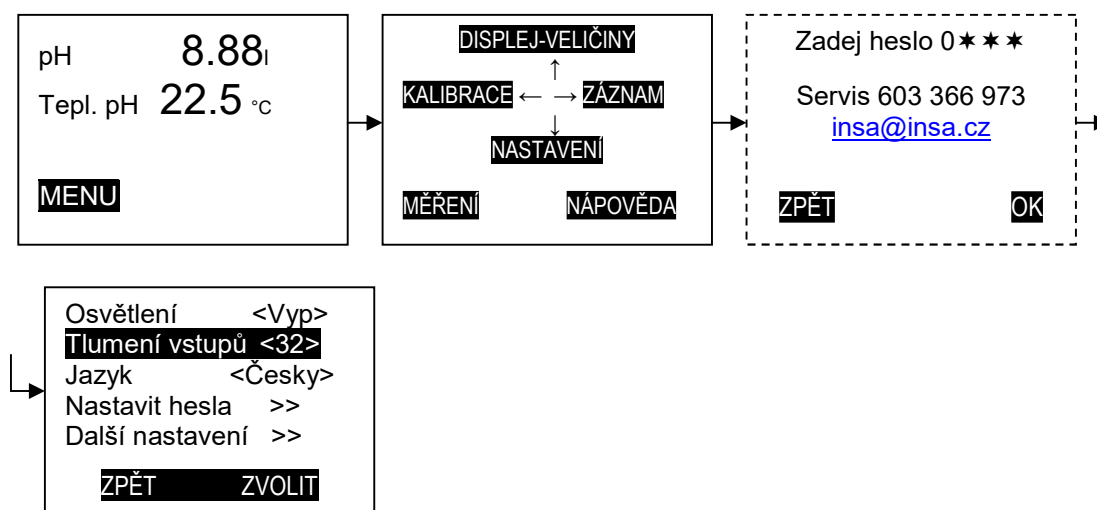 pH 8.88l
Tepl. pH 22.5 °C
MENU
DISPLEJ-VELIČINY
↑
KALIBRACE ← → ZÁZNAM
↓
NASTAVENÍ
MĚŘENÍ NÁPOVĚDA
Zadej heslo 0✶✶✶
Servis 603 366 973
insa@insa.cz
ZPĚT OK
Osvětlení <Vyp>
Tlumení vstupů <32>
Jazyk <Česky>
Nastavit hesla >>
Další nastavení >>
ZPĚT ZVOLIT